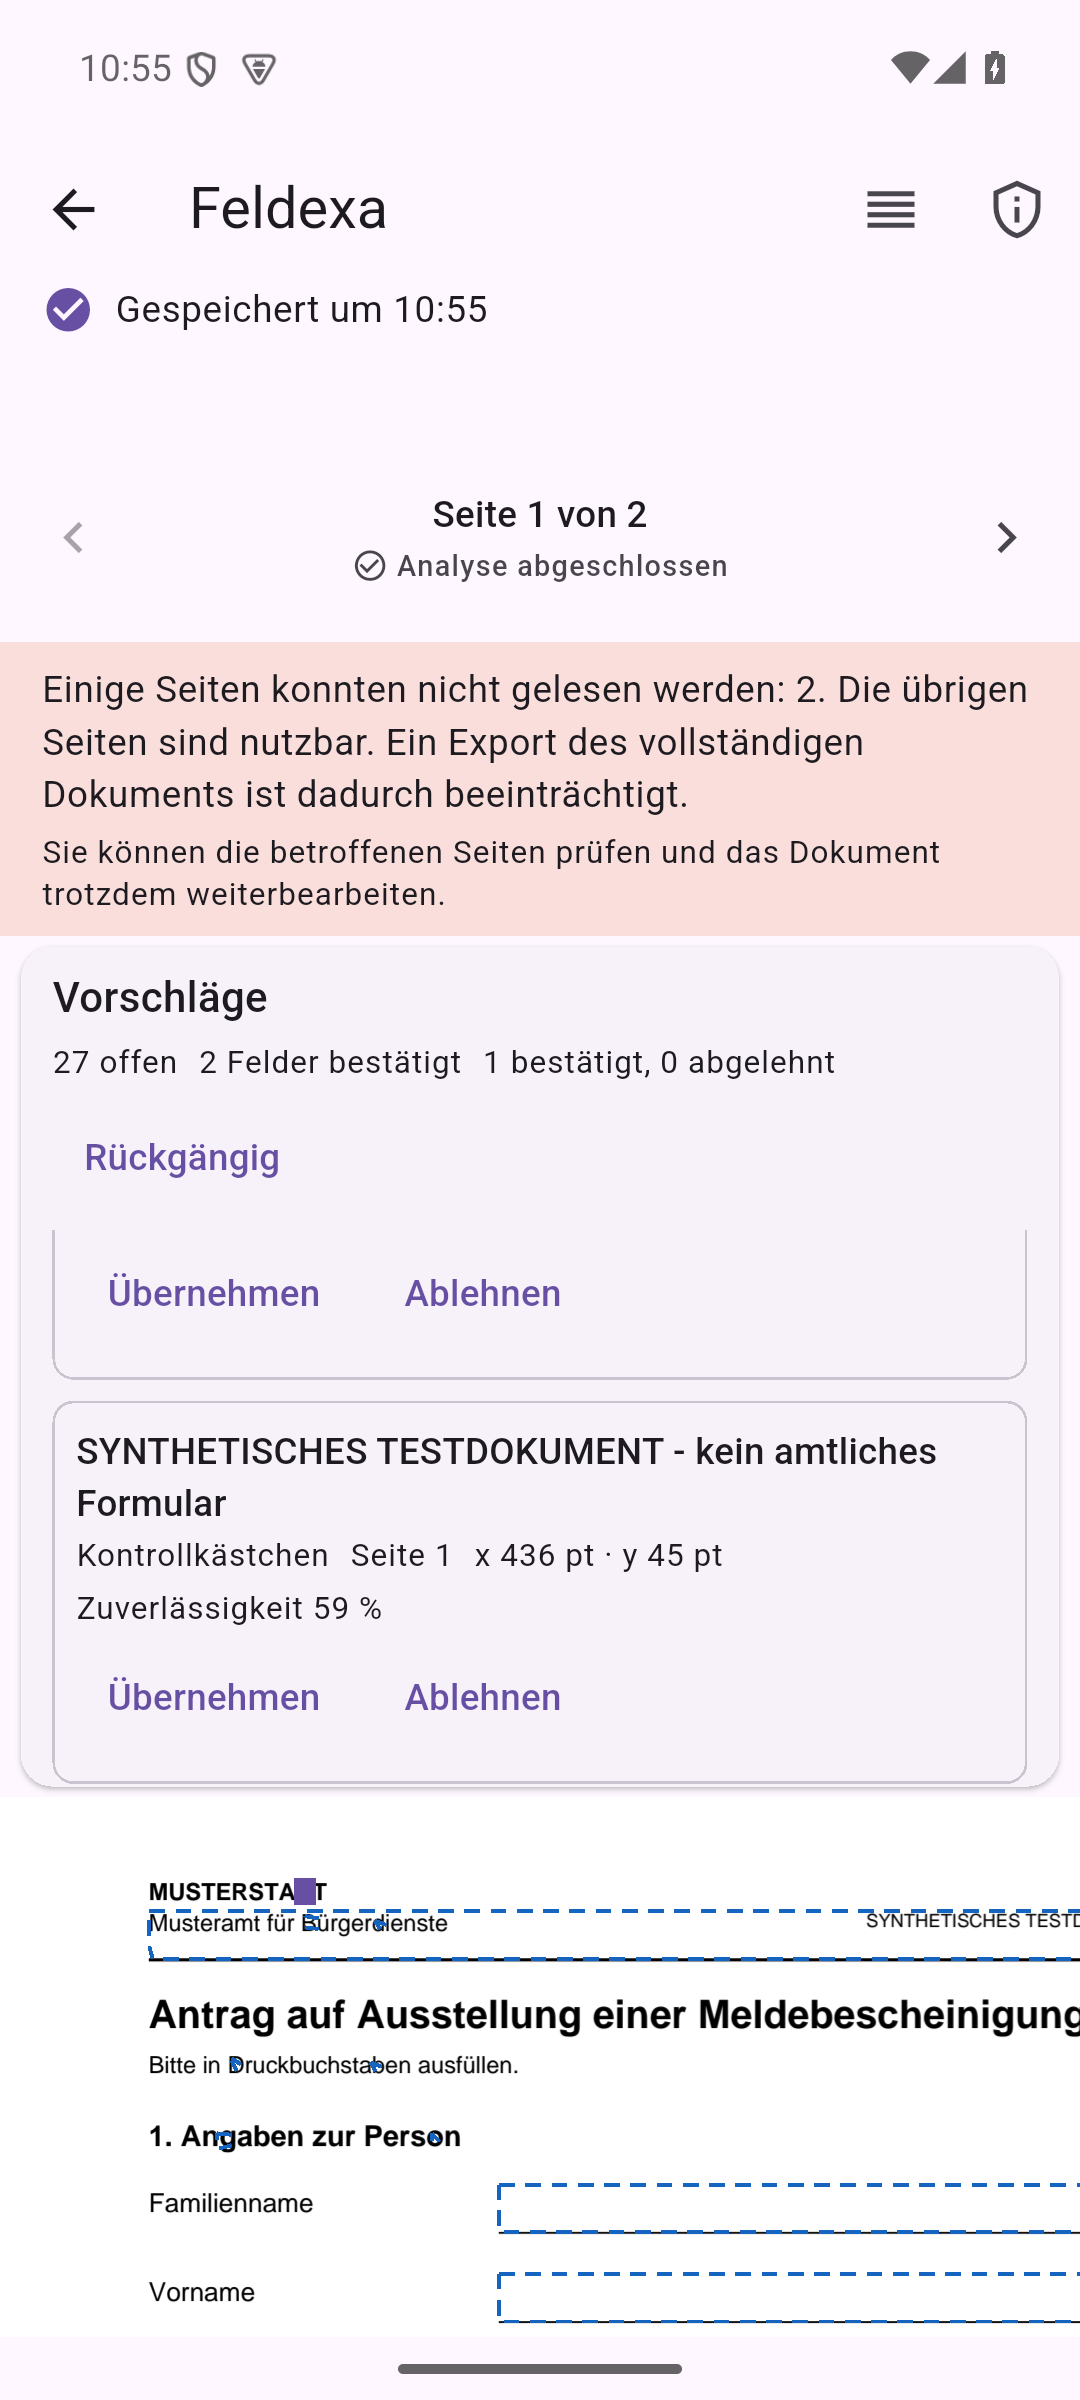 10:55
Feldexa
Gespeichert um 10:55
Seite 1 von 2
Analyse abgeschlossen
Einige Seiten konnten nicht gelesen werden: 2. Die übrigen
Seiten sind nutzbar. Ein Export des vollständigen
Dokuments ist dadurch beeinträchtigt.
Sie können die betroffenen Seiten prüfen und das Dokument
trotzdem weiterbearbeiten.
Vorschläge
27 offen 2 Felder bestätigt 1 bestätigt, 0 abgelehnt
Rückgängig
Übernehmen Ablehnen
SYNTHETISCHES TESTDOKUMENT - kein amtliches
Formular
Kontrollkästchen Seite 1 x 436 pt · y 45 pt
Zuverlässigkeit 59 %
Übernehmen Ablehnen
Musteramt für Bürgerdienste SYNTHETISCHES TESTD
Antrag auf Ausstellung einer Meldebescheinigung
Bitte in Druckbuchstaben ausfüllen.
1. Angaben zur Person
Familienname
Vorname